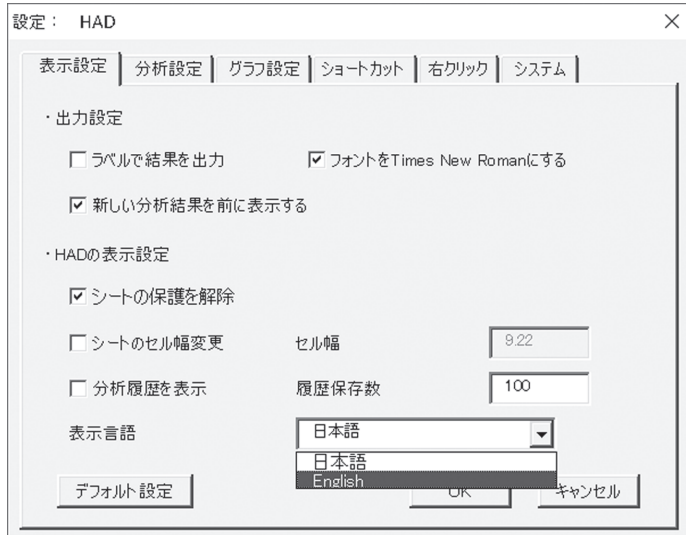 設定： HAD
表示設定 分析設定 グラフ設定 ショートカット 右クリック システム
・出力設定
ラベルで結果を出力 フォントをTimes New Romanにする
新しい分析結果を前に表示する
・HADの表示設定
シートの保護を解除
シートのセル幅変更 セル幅 9.22
分析履歴を表示 履歴保存数 100
表示言語 日本語
日本語
English
デフォルト設定 OK キャンセル